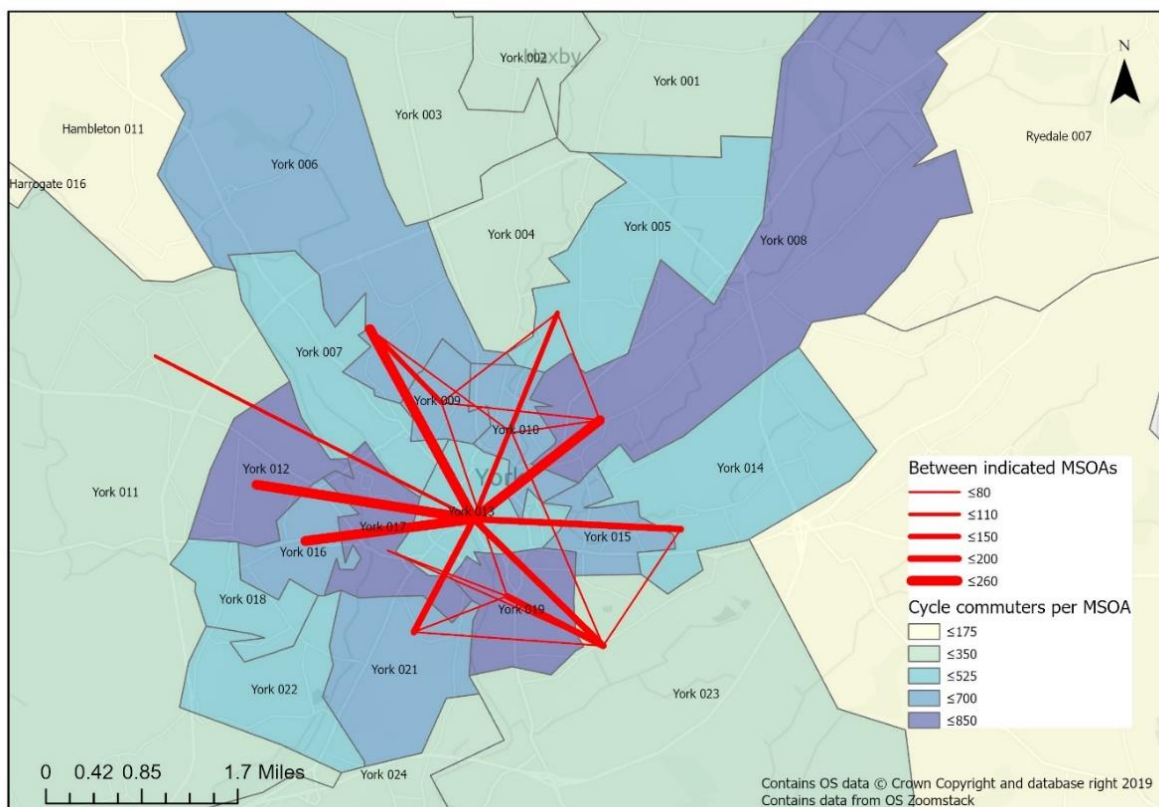 Haxby
York 002
York 001
N
York 003
Hambleton 011
Ryedale 007
York 006
Harrogate 016
York 004
York 005
York 008
York 007
York 009
York 010
York 014
York 012
York
York 011
York 013
York 017
York 015
York 016
York 018
York 019
York 021
York 022
York 023
York 024
Between indicated MSOAs
≤80
≤110
≤150
≤200
≤260
Cycle commuters per MSOA
≤175
≤350
≤525
≤700
≤850
0 0.42 0.85 1.7 Miles
Contains OS data © Crown Copyright and database right 2019
Contains data from OS Zoomstack